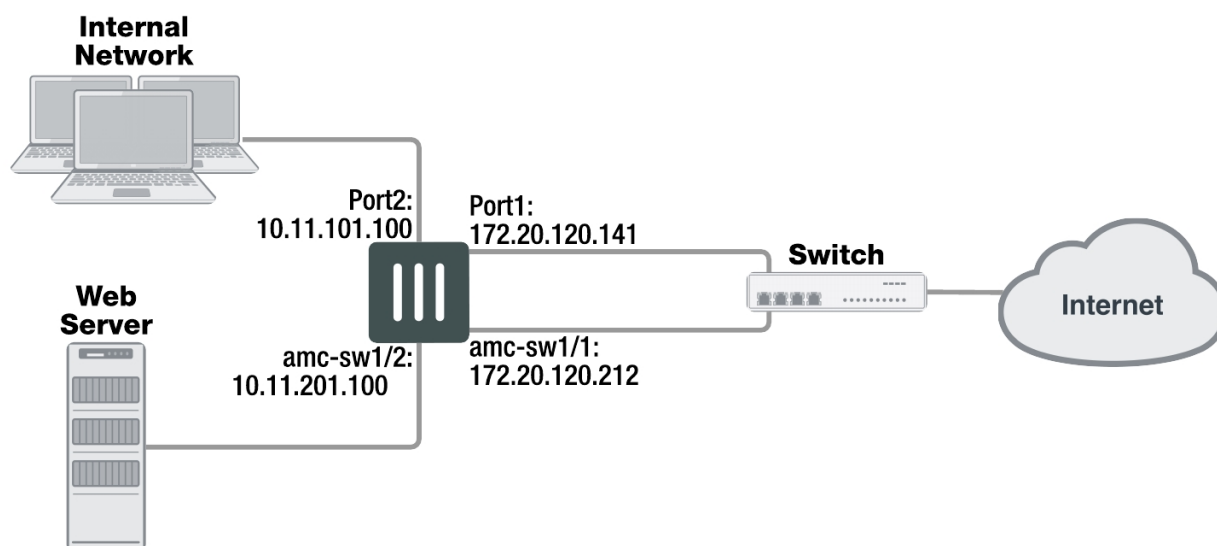 Internal
Network
Port2:
10.11.101.100
Port1:
172.20.120.141
Switch
Internet
Web
Server
amc-sw1/2:
10.11.201.100
amc-sw1/1:
172.20.120.212